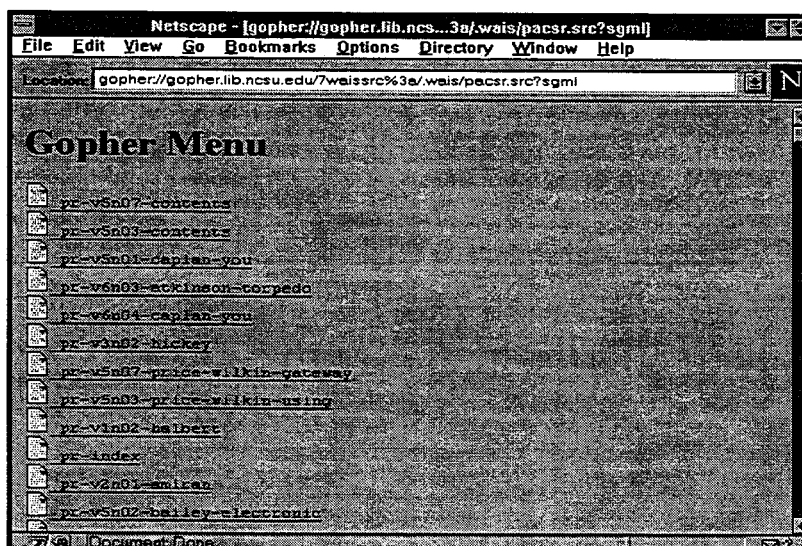 Netscape - [gopher://gopher.lib.ncs...3a/.wais/pacsr.src?sgml]
File Edit View Go Bookmarks Options Directory Window Help
Location: gopher://gopher.lib.ncsu.edu/7waissrc%3a/.wais/pacsr.src?sgml
N
Gopher Menu
pr-v5n07-contents
pr-v5n03-contents
pr-v5n01-caplan-you
pr-v6n03-atkinson-torpedo
pr-v6n04-caplan-you
pr-v3n02-hickey
pr-v5n07-price-wilkin-gateway
pr-v5n03-price-wilkin-using
pr-v1n02-halbert
pr-index
pr-v2n01-amiran
pr-v5n02-bailey-electronic
Document Done